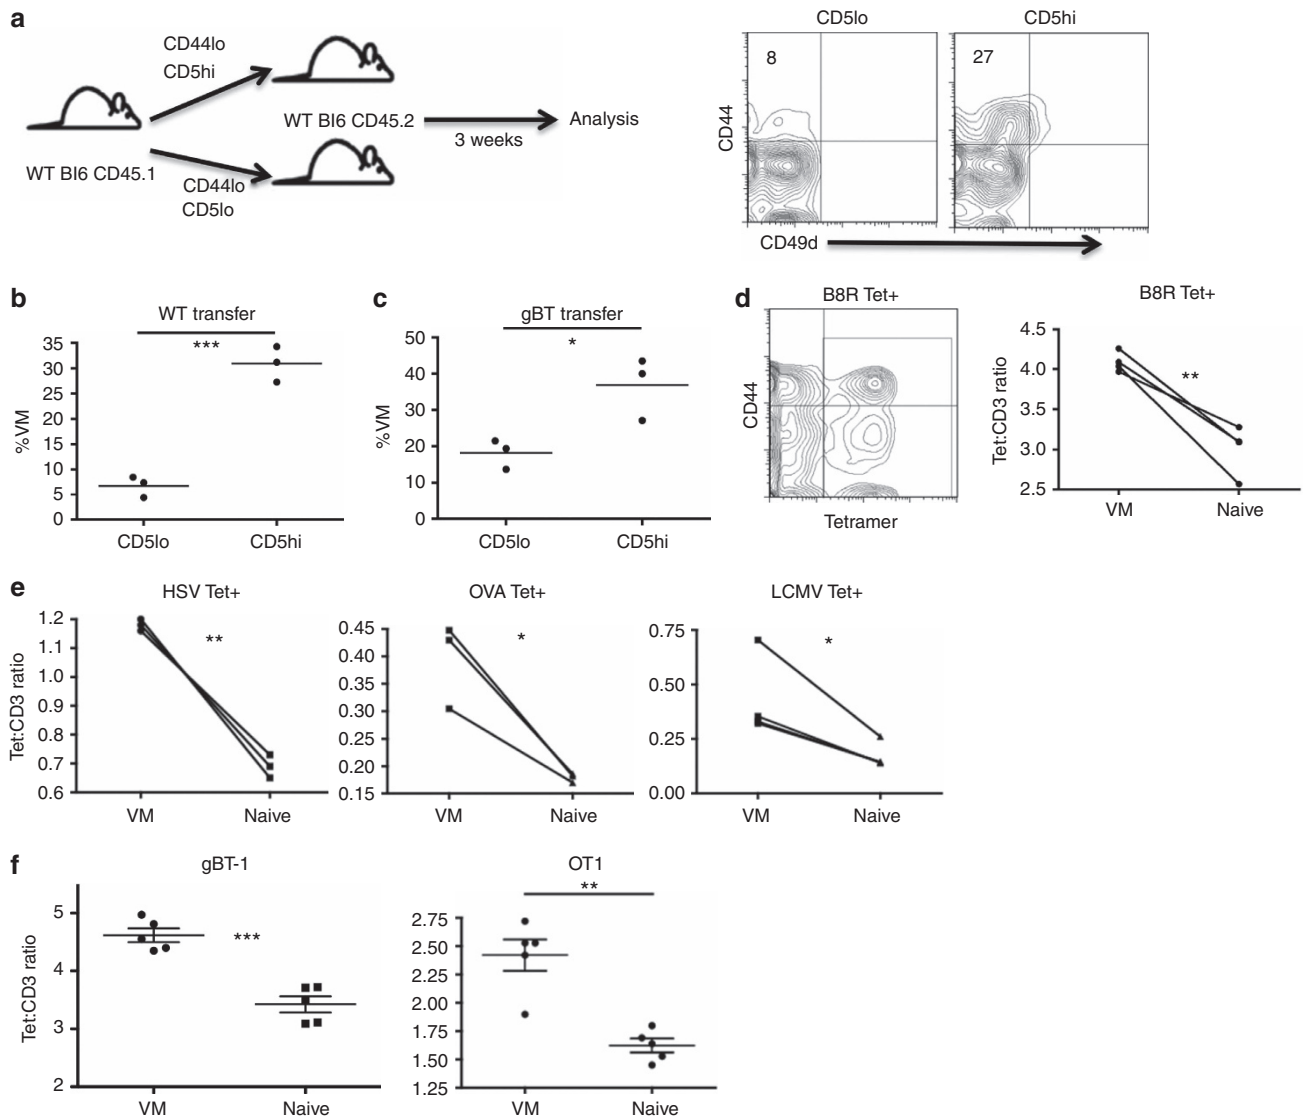 a
CD44lo
CD5hi
WT BI6 CD45.1
WT BI6 CD45.2
CD44lo
CD5lo
3 weeks
Analysis
CD5lo
CD5hi
8
27
CD44
CD49d
b
WT transfer
***
%VM
35
30
25
20
15
10
5
0
CD5lo
CD5hi
c
gBT transfer
*
%VM
50
40
30
20
10
0
CD5lo
CD5hi
d
B8R Tet+
CD44
Tetramer
B8R Tet+
**
Tet:CD3 ratio
4.5
4.0
3.5
3.0
2.5
VM
Naive
e
HSV Tet+
**
Tet:CD3 ratio
1.2
1.1
1.0
0.9
0.8
0.7
0.6
VM
Naive
OVA Tet+
*
0.45
0.40
0.35
0.30
0.25
0.20
0.15
VM
Naive
LCMV Tet+
*
0.75
0.50
0.25
0.00
VM
Naive
f
gBT-1
***
Tet:CD3 ratio
5
4
3
2
VM
Naive
OT1
**
2.75
2.50
2.25
2.00
1.75
1.50
1.25
VM
Naive